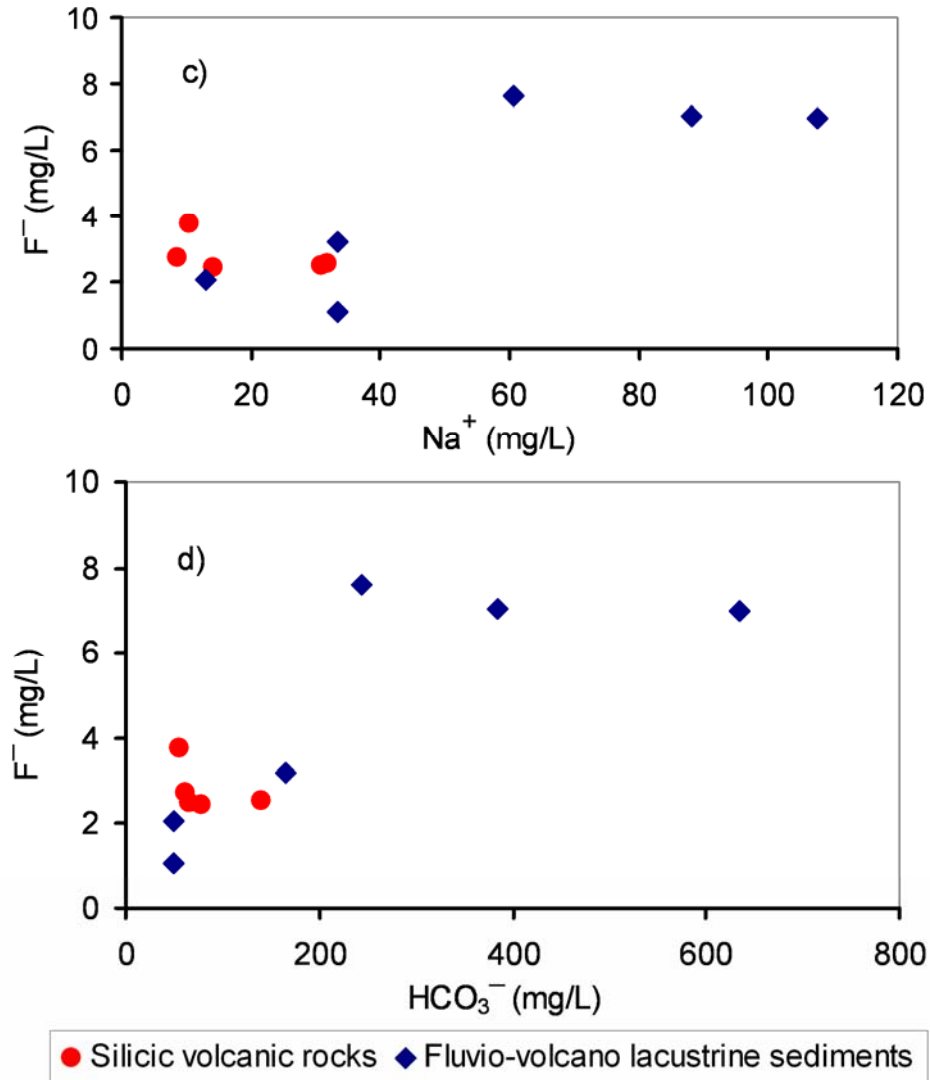 10
8
6
4
2
0
c)
F⁻ (mg/L)
0 20 40 60 80 100 120
Na⁺ (mg/L)
10
8
6
4
2
0
d)
F⁻ (mg/L)
0 200 400 600 800
HCO₃⁻ (mg/L)
Silicic volcanic rocks Fluvio-volcano lacustrine sediments